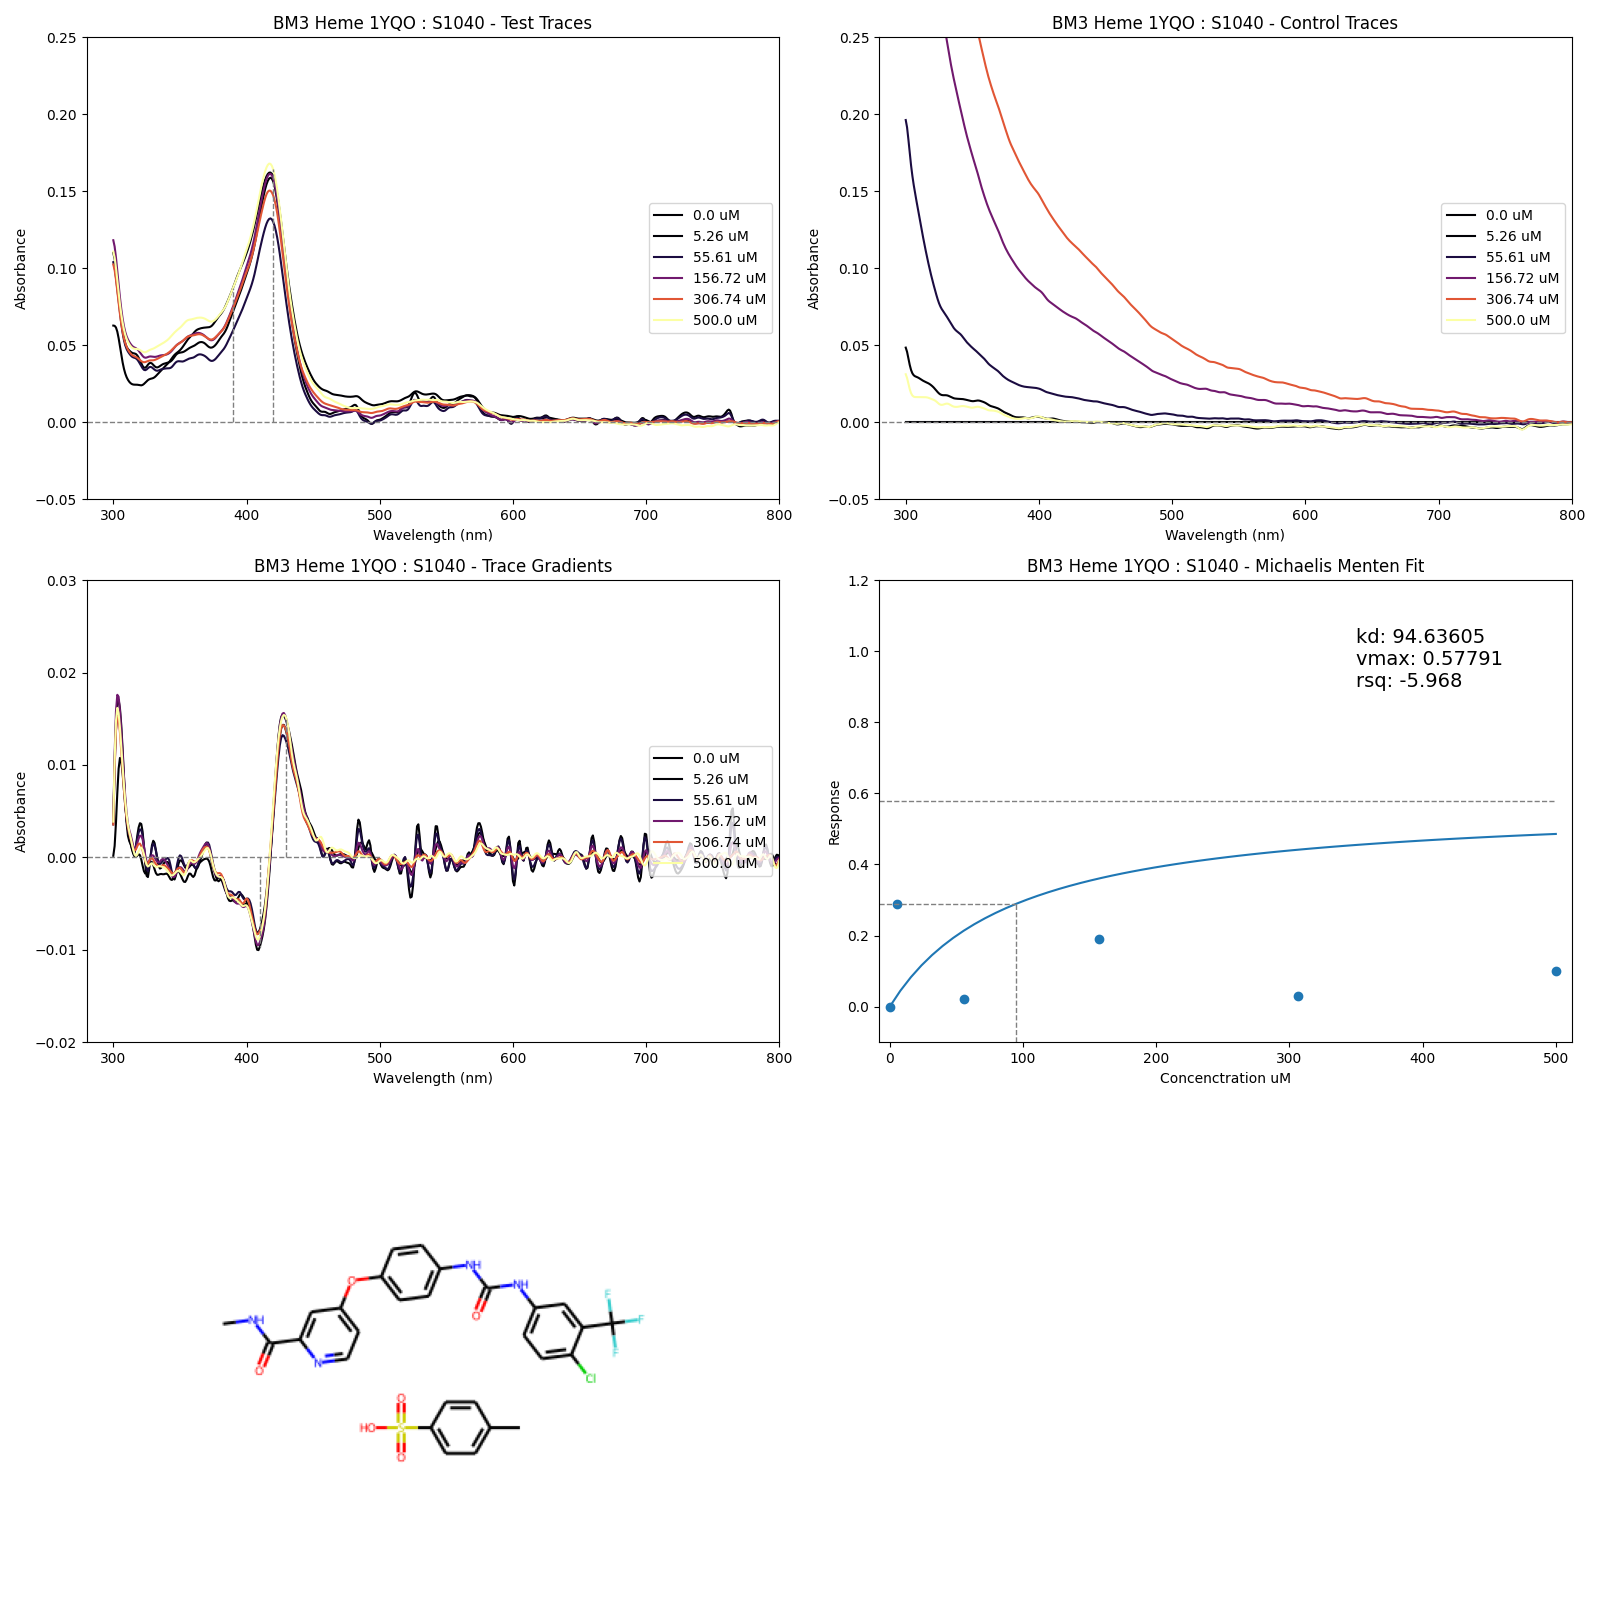 BM3 Heme 1YQO : S1040 - Test Traces
0.25
0.20
0.15
0.10
0.05
0.00
−0.05
300 400 500 600 700 800
Absorbance
Wavelength (nm)
0.0 uM
5.26 uM
55.61 uM
156.72 uM
306.74 uM
500.0 uM
BM3 Heme 1YQO : S1040 - Control Traces
0.25
0.20
0.15
0.10
0.05
0.00
−0.05
300 400 500 600 700 800
Absorbance
Wavelength (nm)
0.0 uM
5.26 uM
55.61 uM
156.72 uM
306.74 uM
500.0 uM
BM3 Heme 1YQO : S1040 - Trace Gradients
0.03
0.02
0.01
0.00
−0.01
−0.02
300 400 500 600 700 800
Absorbance
Wavelength (nm)
0.0 uM
5.26 uM
55.61 uM
156.72 uM
306.74 uM
500.0 uM
BM3 Heme 1YQO : S1040 - Michaelis Menten Fit
1.2
1.0
0.8
0.6
0.4
0.2
0.0
0 100 200 300 400 500
Response
Concenctration uM
kd: 94.63605
vmax: 0.57791
rsq: -5.968
NH
O
N
O
NH
O
NH
F
F
F
Cl
O
HO
S
O